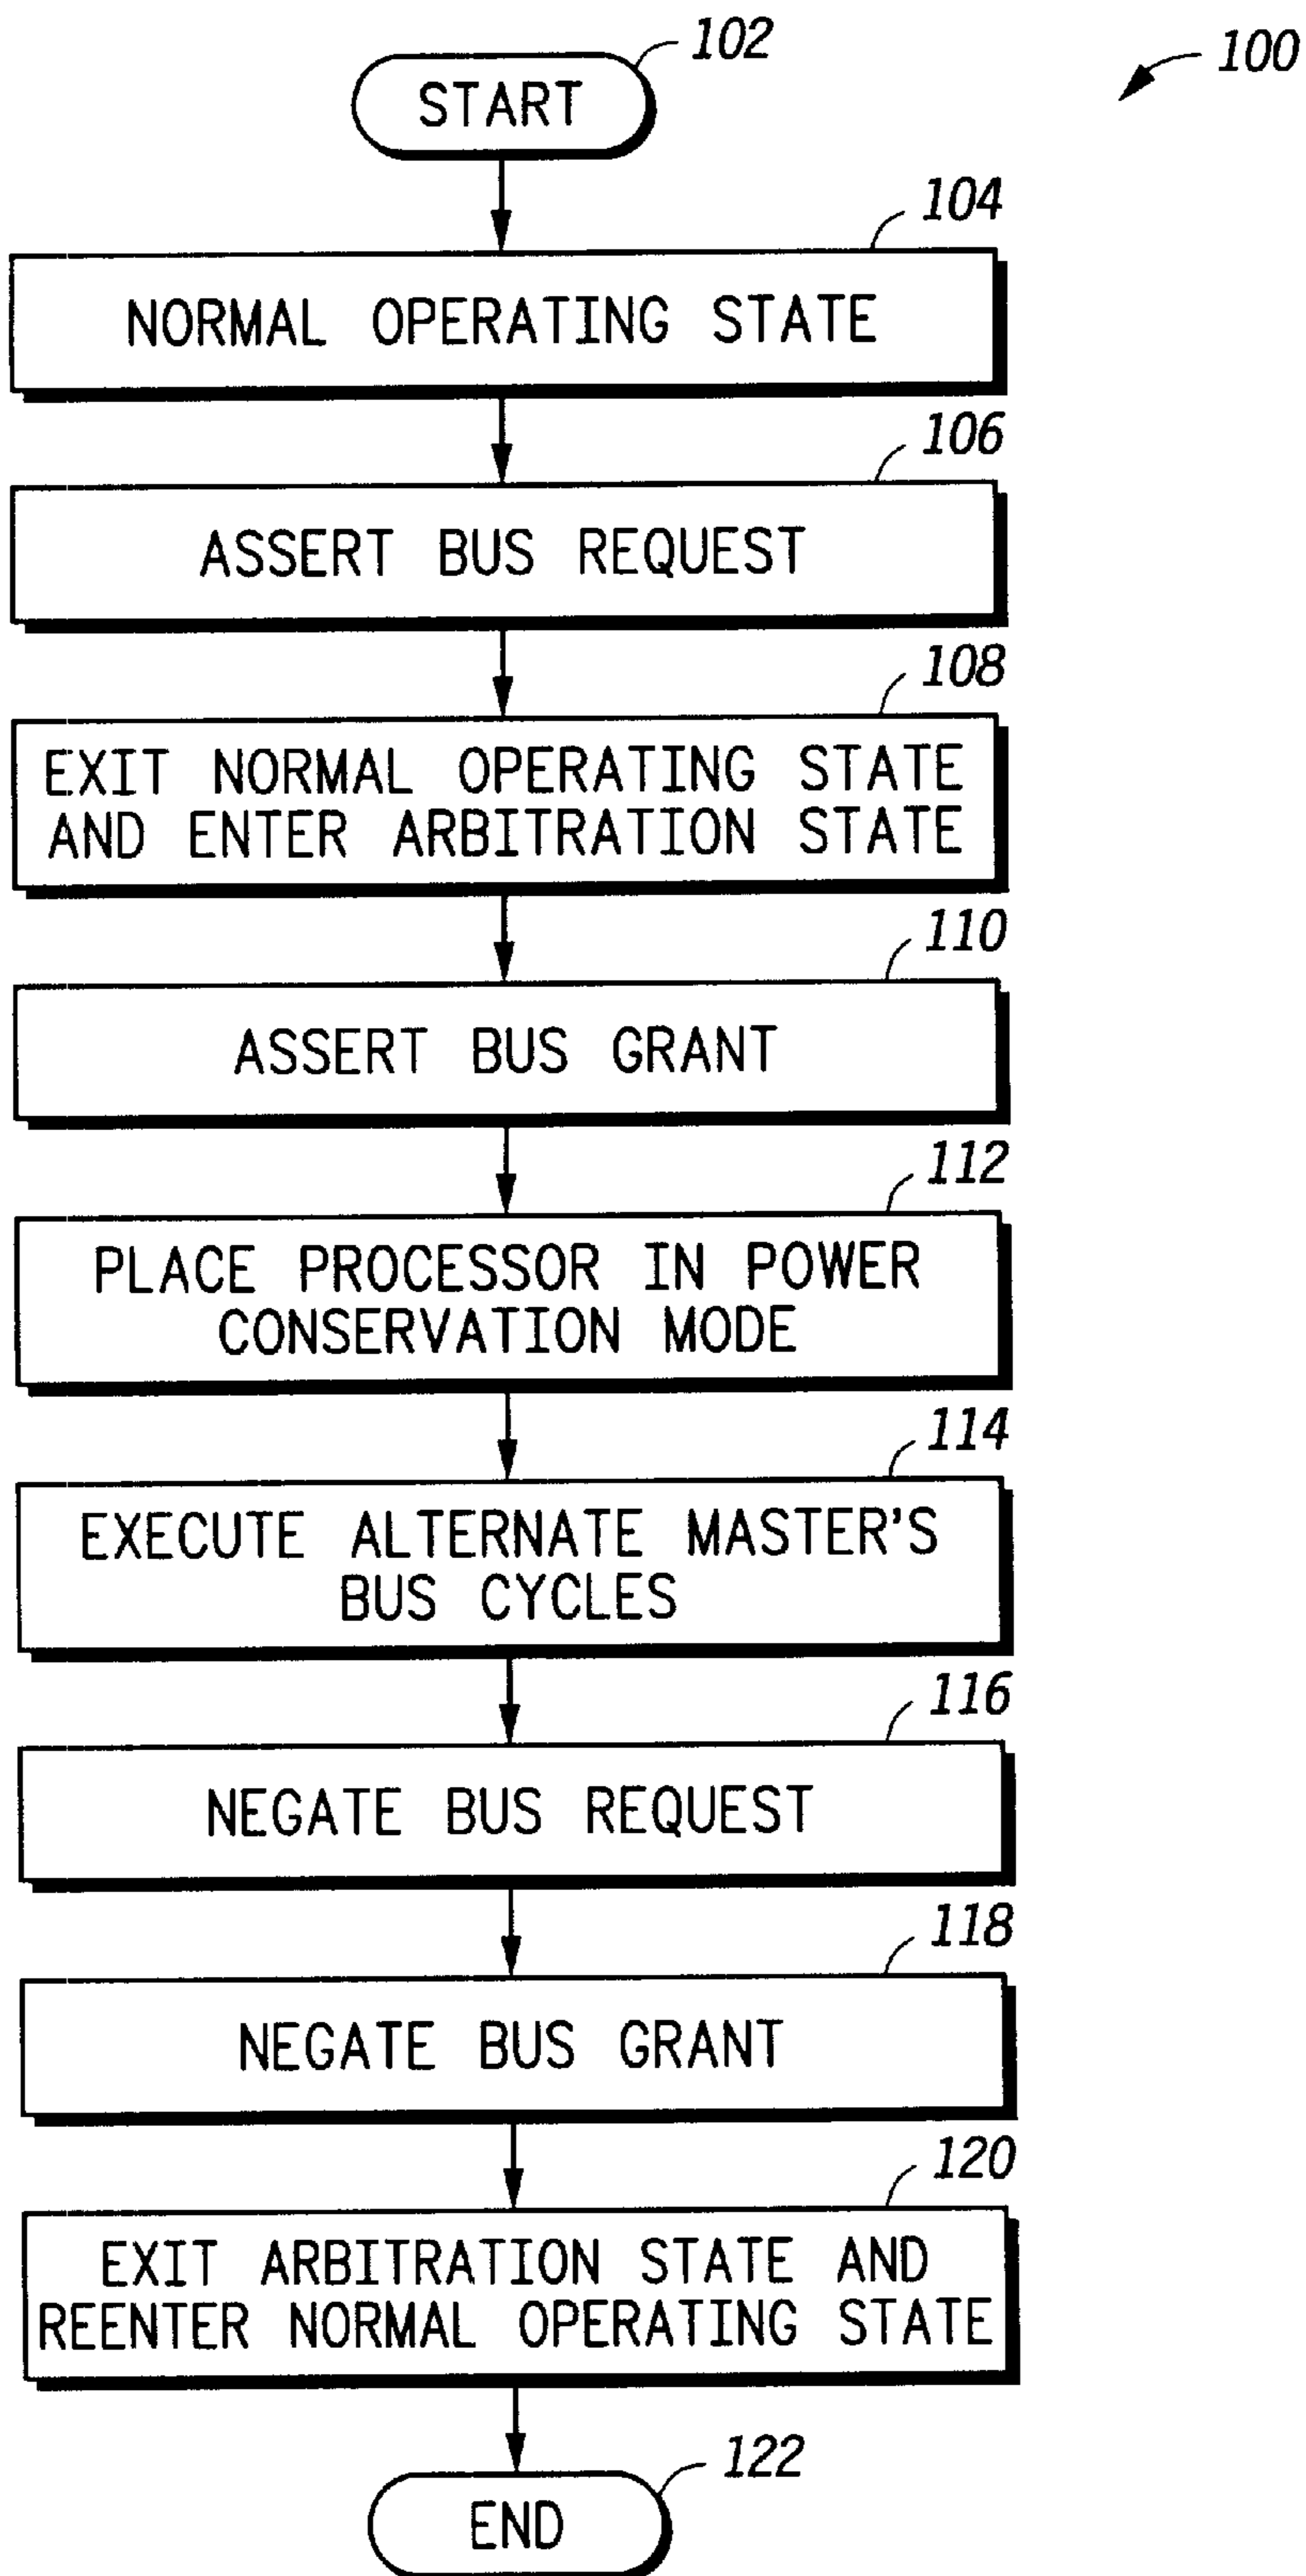 102
100
START
104
NORMAL OPERATING STATE
106
ASSERT BUS REQUEST
108
EXIT NORMAL OPERATING STATE
AND ENTER ARBITRATION STATE
110
ASSERT BUS GRANT
112
PLACE PROCESSOR IN POWER
CONSERVATION MODE
114
EXECUTE ALTERNATE MASTER'S
BUS CYCLES
116
NEGATE BUS REQUEST
118
NEGATE BUS GRANT
120
EXIT ARBITRATION STATE AND
REENTER NORMAL OPERATING STATE
122
END